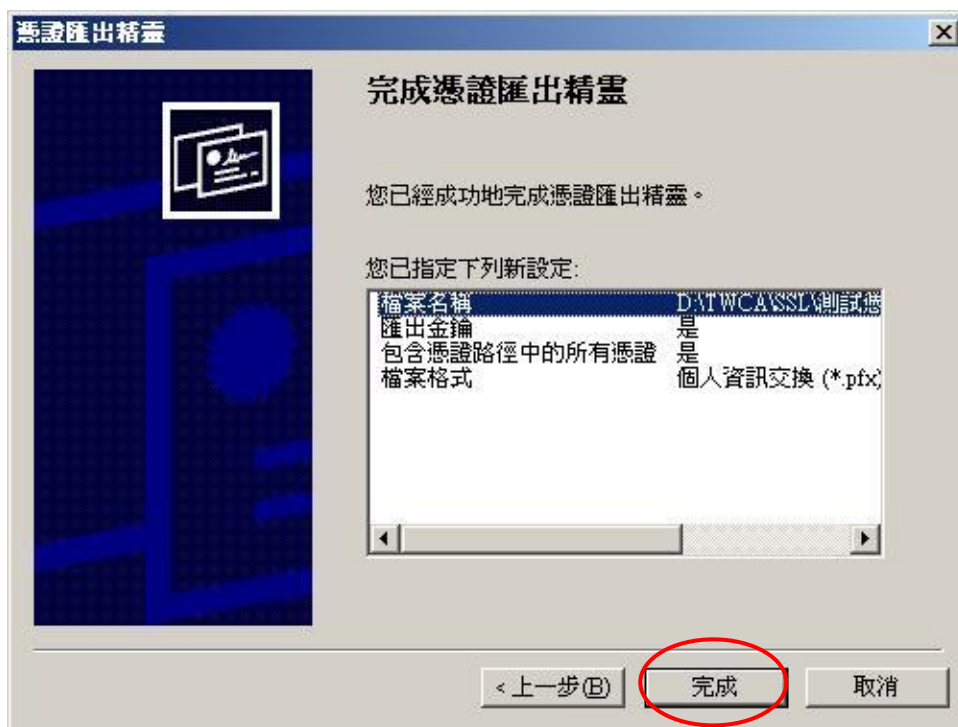 憑證匯出精靈
完成憑證匯出精靈
您已經成功地完成憑證匯出精靈。
您已指定下列新設定:
檔案名稱 D:\TWCA\SSL\測試憑
匯出金鑰 是
包含憑證路徑中的所有憑證 是
檔案格式 個人資訊交換 (*.pfx)
< 上一步(B) 完成 取消